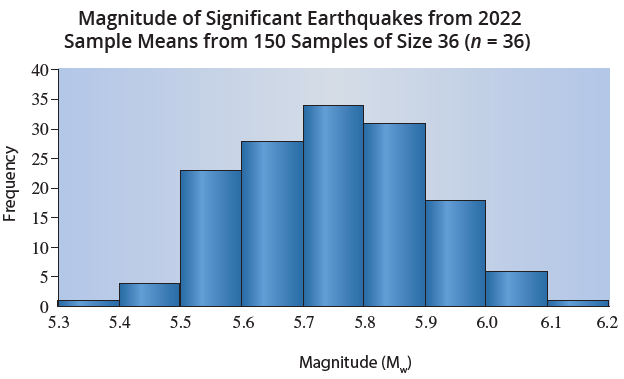 Magnitude of Significant Earthquakes from 2022
Sample Means from 150 Samples of Size 36 (n = 36)
40
35
30
25
20
15
10
5
0
Frequency
5.3 5.4 5.5 5.6 5.7 5.8 5.9 6.0 6.1 6.2
Magnitude (Mw)